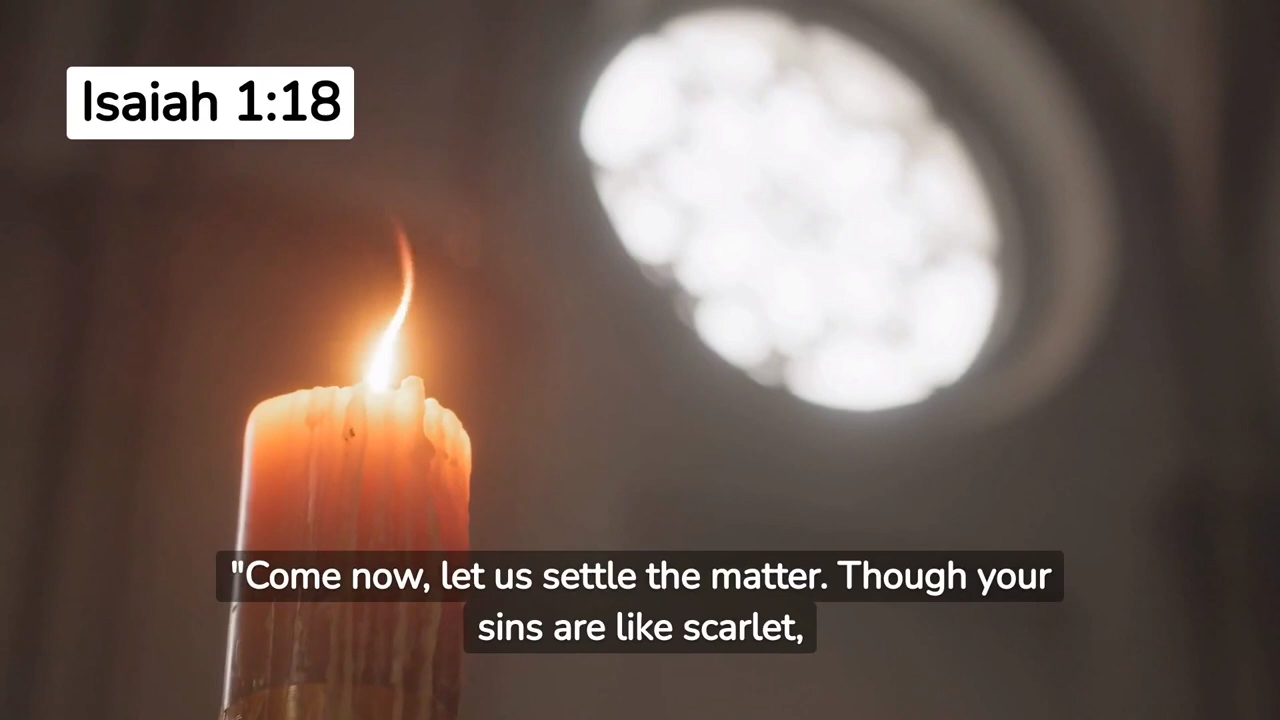 Isaiah 1:18
"Come now, let us settle the matter. Though your
sins are like scarlet,